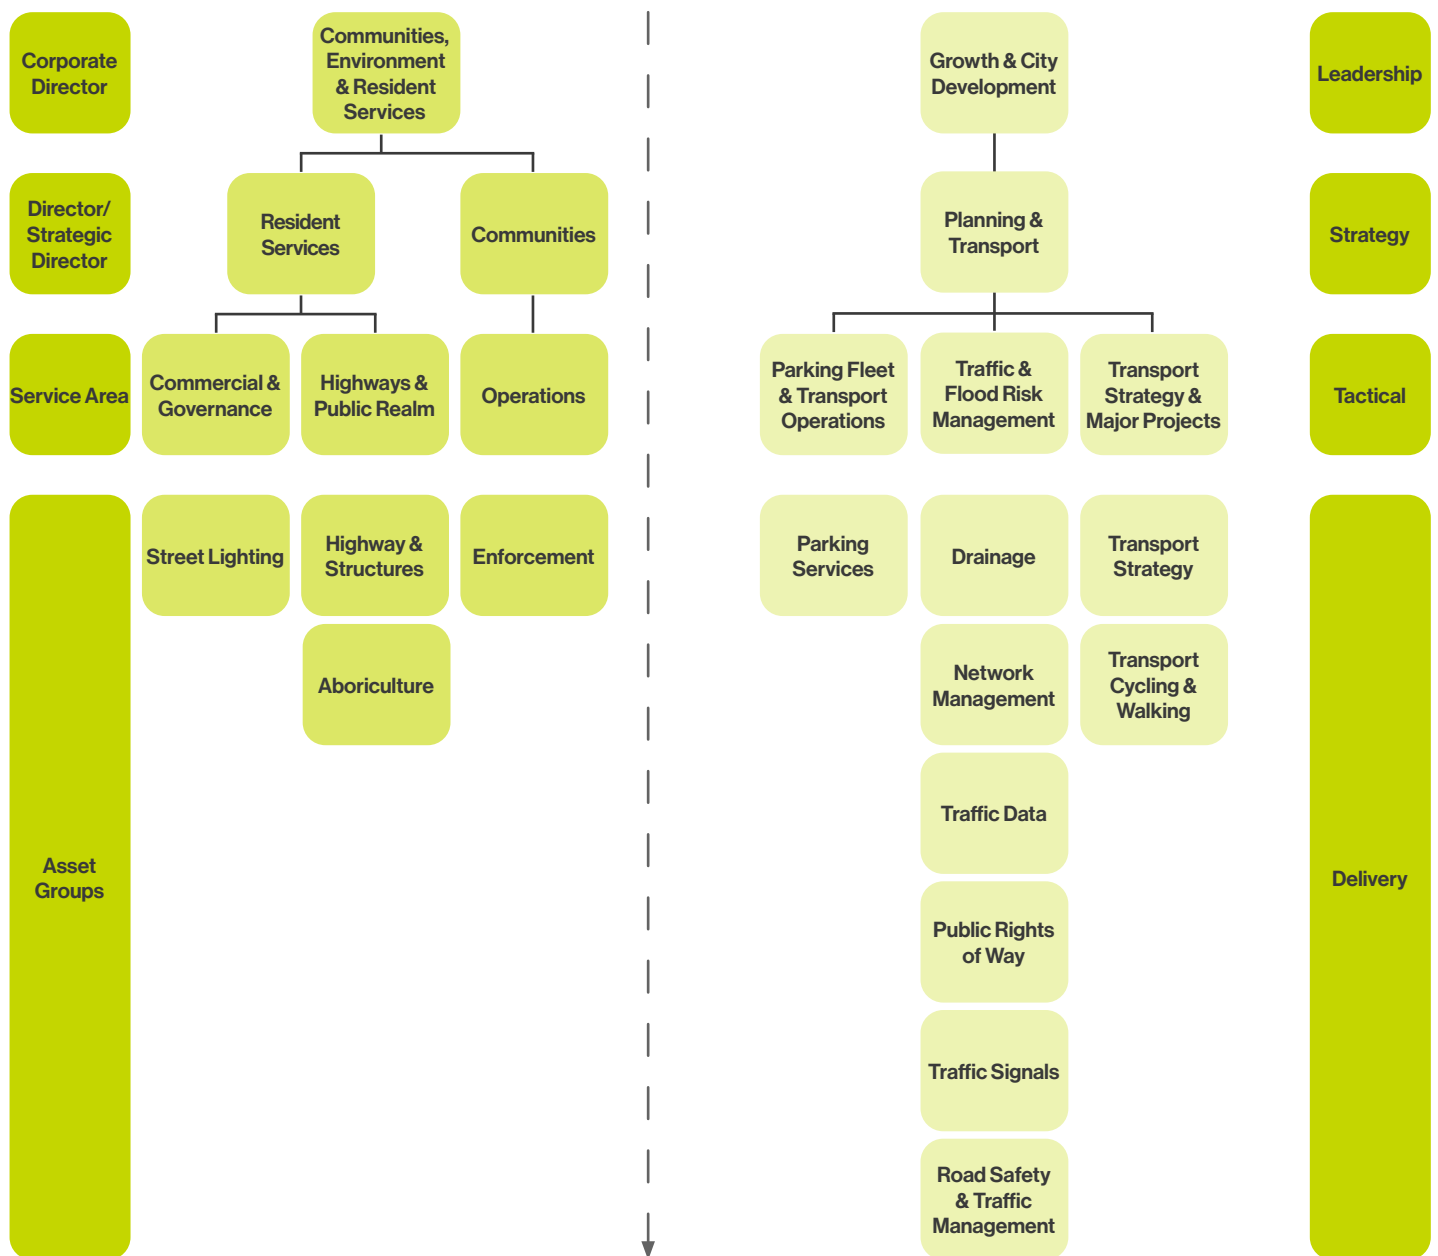 Corporate
Director
Communities,
Environment
& Resident
Services
Growth & City
Development
Leadership
Director/
Strategic
Director
Resident
Services
Communities
Planning &
Transport
Strategy
Service Area
Commercial &
Governance
Highways &
Public Realm
Operations
Parking Fleet
& Transport
Operations
Traffic &
Flood Risk
Management
Transport
Strategy &
Major Projects
Tactical
Asset
Groups
Street Lighting
Highway &
Structures
Enforcement
Parking
Services
Drainage
Transport
Strategy
Aboriculture
Network
Management
Transport
Cycling &
Walking
Traffic Data
Public Rights
of Way
Traffic Signals
Road Safety
& Traffic
Management
Delivery